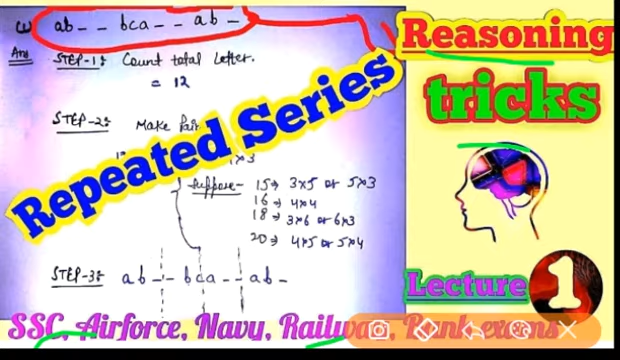 ab-- bca-- ab-
Ans STEP-1: Count total Letter.
= 12
STEP-2: Make Pair
×3
Suppose - 15⇒ 3×5 or 5×3
16 ⇒ 4×4
18⇒ 3×6 or 6×3
20⇒ 4×5 or 5×4
STEP-3: ab-- bca-- ab-
Repeated Series
Reasoning
tricks
Lecture 1
SSC, Airforce, Navy, Railway, Bank exams